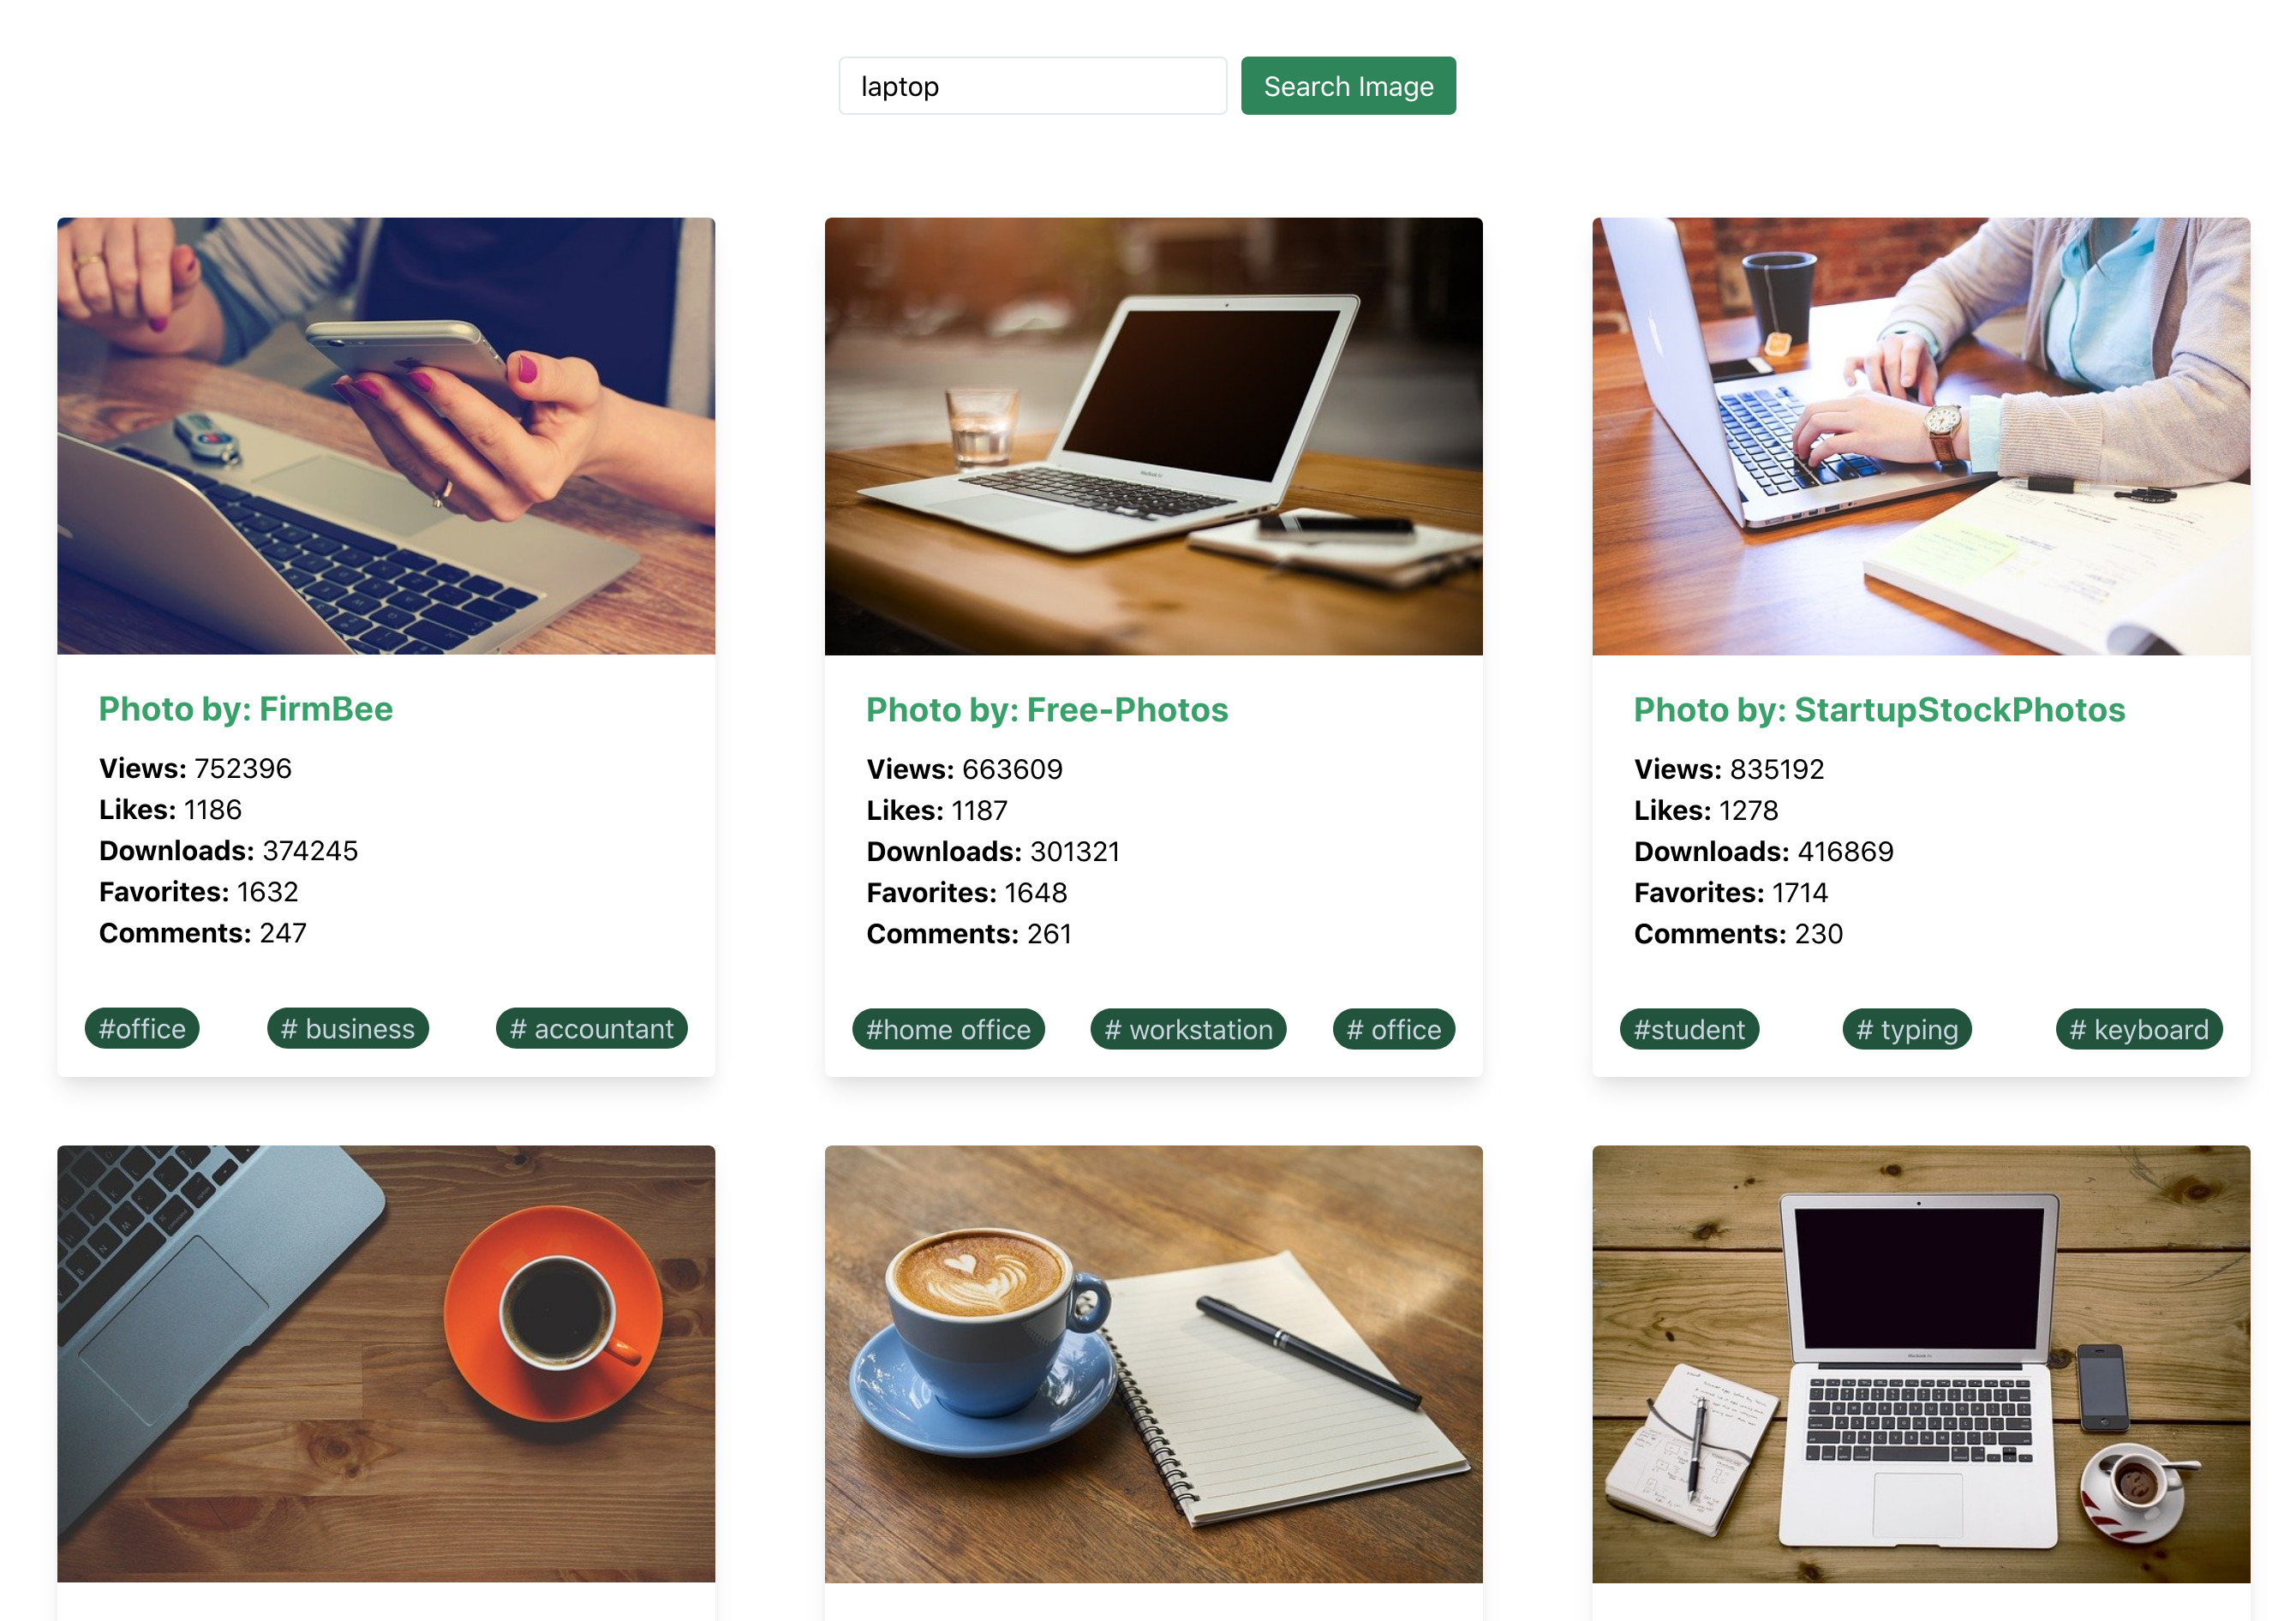 laptop
Search Image
Photo by: FirmBee
Views: 752396
Likes: 1186
Downloads: 374245
Favorites: 1632
Comments: 247
#office
# business
# accountant
Photo by: Free-Photos
Views: 663609
Likes: 1187
Downloads: 301321
Favorites: 1648
Comments: 261
#home office
# workstation
# office
Photo by: StartupStockPhotos
Views: 835192
Likes: 1278
Downloads: 416869
Favorites: 1714
Comments: 230
#student
# typing
# keyboard